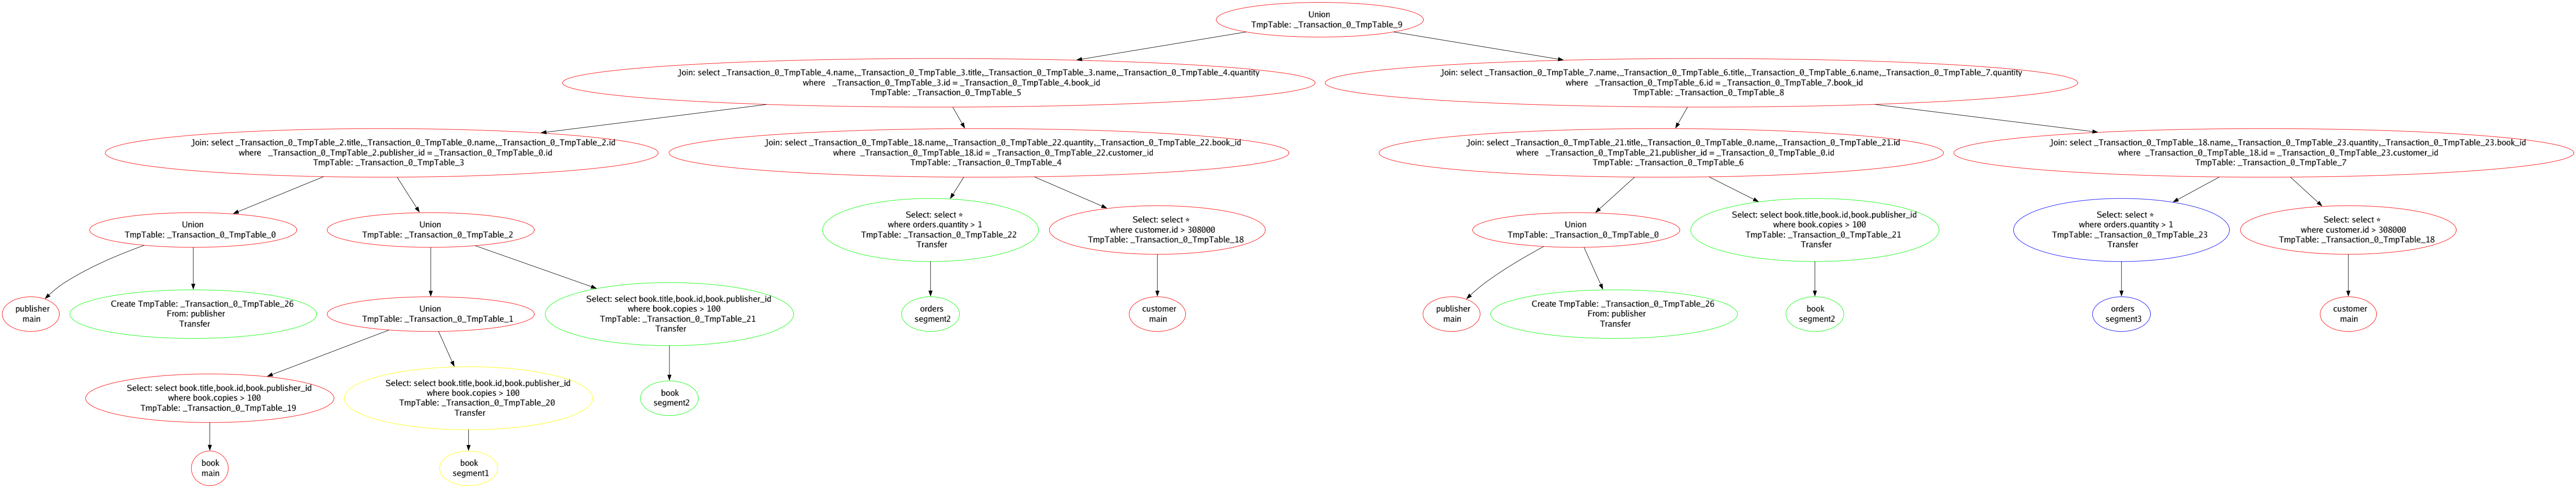 Union
TmpTable: _Transaction_0_TmpTable_9
Join: select _Transaction_0_TmpTable_4.name,_Transaction_0_TmpTable_3.title,_Transaction_0_TmpTable_3.name,_Transaction_0_TmpTable_4.quantity
where   _Transaction_0_TmpTable_3.id = _Transaction_0_TmpTable_4.book_id
TmpTable: _Transaction_0_TmpTable_5
Join: select _Transaction_0_TmpTable_7.name,_Transaction_0_TmpTable_6.title,_Transaction_0_TmpTable_6.name,_Transaction_0_TmpTable_7.quantity
where   _Transaction_0_TmpTable_6.id = _Transaction_0_TmpTable_7.book_id
TmpTable: _Transaction_0_TmpTable_8
Join: select _Transaction_0_TmpTable_2.title,_Transaction_0_TmpTable_0.name,_Transaction_0_TmpTable_2.id
where   _Transaction_0_TmpTable_2.publisher_id = _Transaction_0_TmpTable_0.id
TmpTable: _Transaction_0_TmpTable_3
Join: select _Transaction_0_TmpTable_18.name,_Transaction_0_TmpTable_22.quantity,_Transaction_0_TmpTable_22.book_id
where  _Transaction_0_TmpTable_18.id = _Transaction_0_TmpTable_22.customer_id
TmpTable: _Transaction_0_TmpTable_4
Join: select _Transaction_0_TmpTable_21.title,_Transaction_0_TmpTable_0.name,_Transaction_0_TmpTable_21.id
where   _Transaction_0_TmpTable_21.publisher_id = _Transaction_0_TmpTable_0.id
TmpTable: _Transaction_0_TmpTable_6
Join: select _Transaction_0_TmpTable_18.name,_Transaction_0_TmpTable_23.quantity,_Transaction_0_TmpTable_23.book_id
where  _Transaction_0_TmpTable_18.id = _Transaction_0_TmpTable_23.customer_id
TmpTable: _Transaction_0_TmpTable_7
Union
TmpTable: _Transaction_0_TmpTable_0
Union
TmpTable: _Transaction_0_TmpTable_2
Select: select *
where orders.quantity > 1
TmpTable: _Transaction_0_TmpTable_22
Transfer
Select: select *
where customer.id > 308000
TmpTable: _Transaction_0_TmpTable_18
Union
TmpTable: _Transaction_0_TmpTable_0
Select: select book.title,book.id,book.publisher_id
where book.copies > 100
TmpTable: _Transaction_0_TmpTable_21
Transfer
Select: select *
where orders.quantity > 1
TmpTable: _Transaction_0_TmpTable_23
Transfer
Select: select *
where customer.id > 308000
TmpTable: _Transaction_0_TmpTable_18
publisher
main
Create TmpTable: _Transaction_0_TmpTable_26
From: publisher
Transfer
Union
TmpTable: _Transaction_0_TmpTable_1
Select: select book.title,book.id,book.publisher_id
where book.copies > 100
TmpTable: _Transaction_0_TmpTable_21
Transfer
orders
segment2
customer
main
publisher
main
Create TmpTable: _Transaction_0_TmpTable_26
From: publisher
Transfer
book
segment2
orders
segment3
customer
main
Select: select book.title,book.id,book.publisher_id
where book.copies > 100
TmpTable: _Transaction_0_TmpTable_19
Select: select book.title,book.id,book.publisher_id
where book.copies > 100
TmpTable: _Transaction_0_TmpTable_20
Transfer
book
segment2
book
main
book
segment1